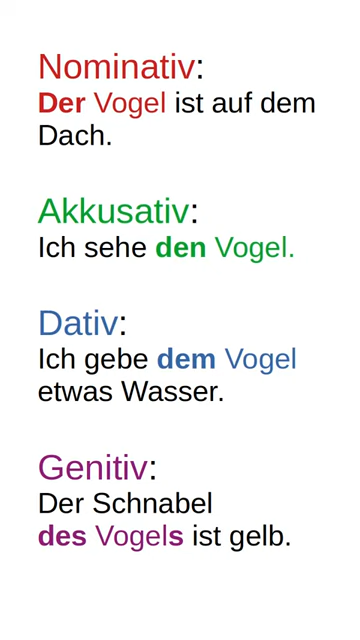 Nominativ:
Der Vogel ist auf dem
Dach.
Akkusativ:
Ich sehe den Vogel.
Dativ:
Ich gebe dem Vogel
etwas Wasser.
Genitiv:
Der Schnabel
des Vogels ist gelb.